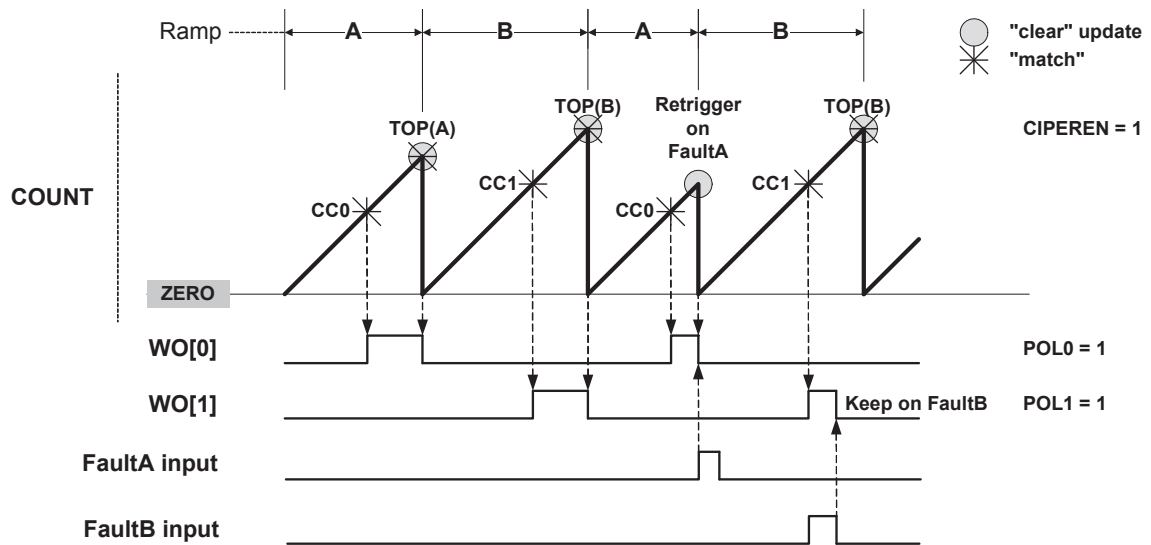 Ramp
A
B
A
B
"clear" update
"match"
TOP(A)
TOP(B)
Retrigger
on
FaultA
TOP(B)
CIPEREN = 1
COUNT
CC0
CC1
CC0
CC1
ZERO
WO[0]
POL0 = 1
WO[1]
Keep on FaultB
POL1 = 1
FaultA input
FaultB input